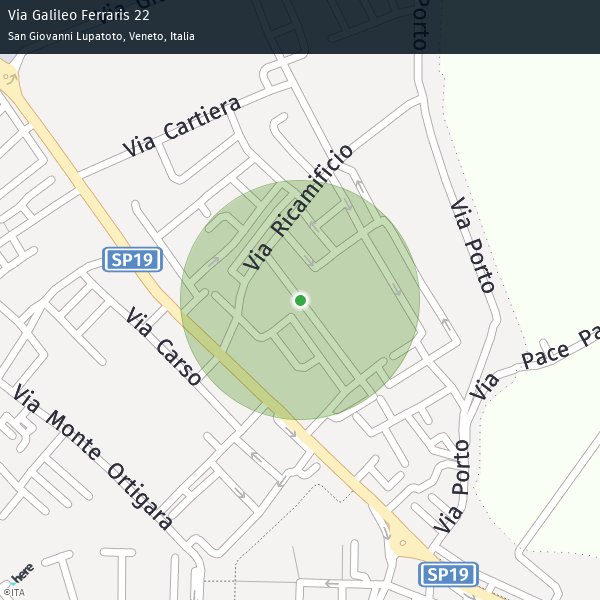 Via Galileo Ferraris 22
San Giovanni Lupatoto, Veneto, Italia
Porto
Via Cartiera
Via Ricamificio
Via Porto
SP19
Via Carso
Via Pace Pa
Via Monte Ortigara
Via Porto
SP19
here
©ITA